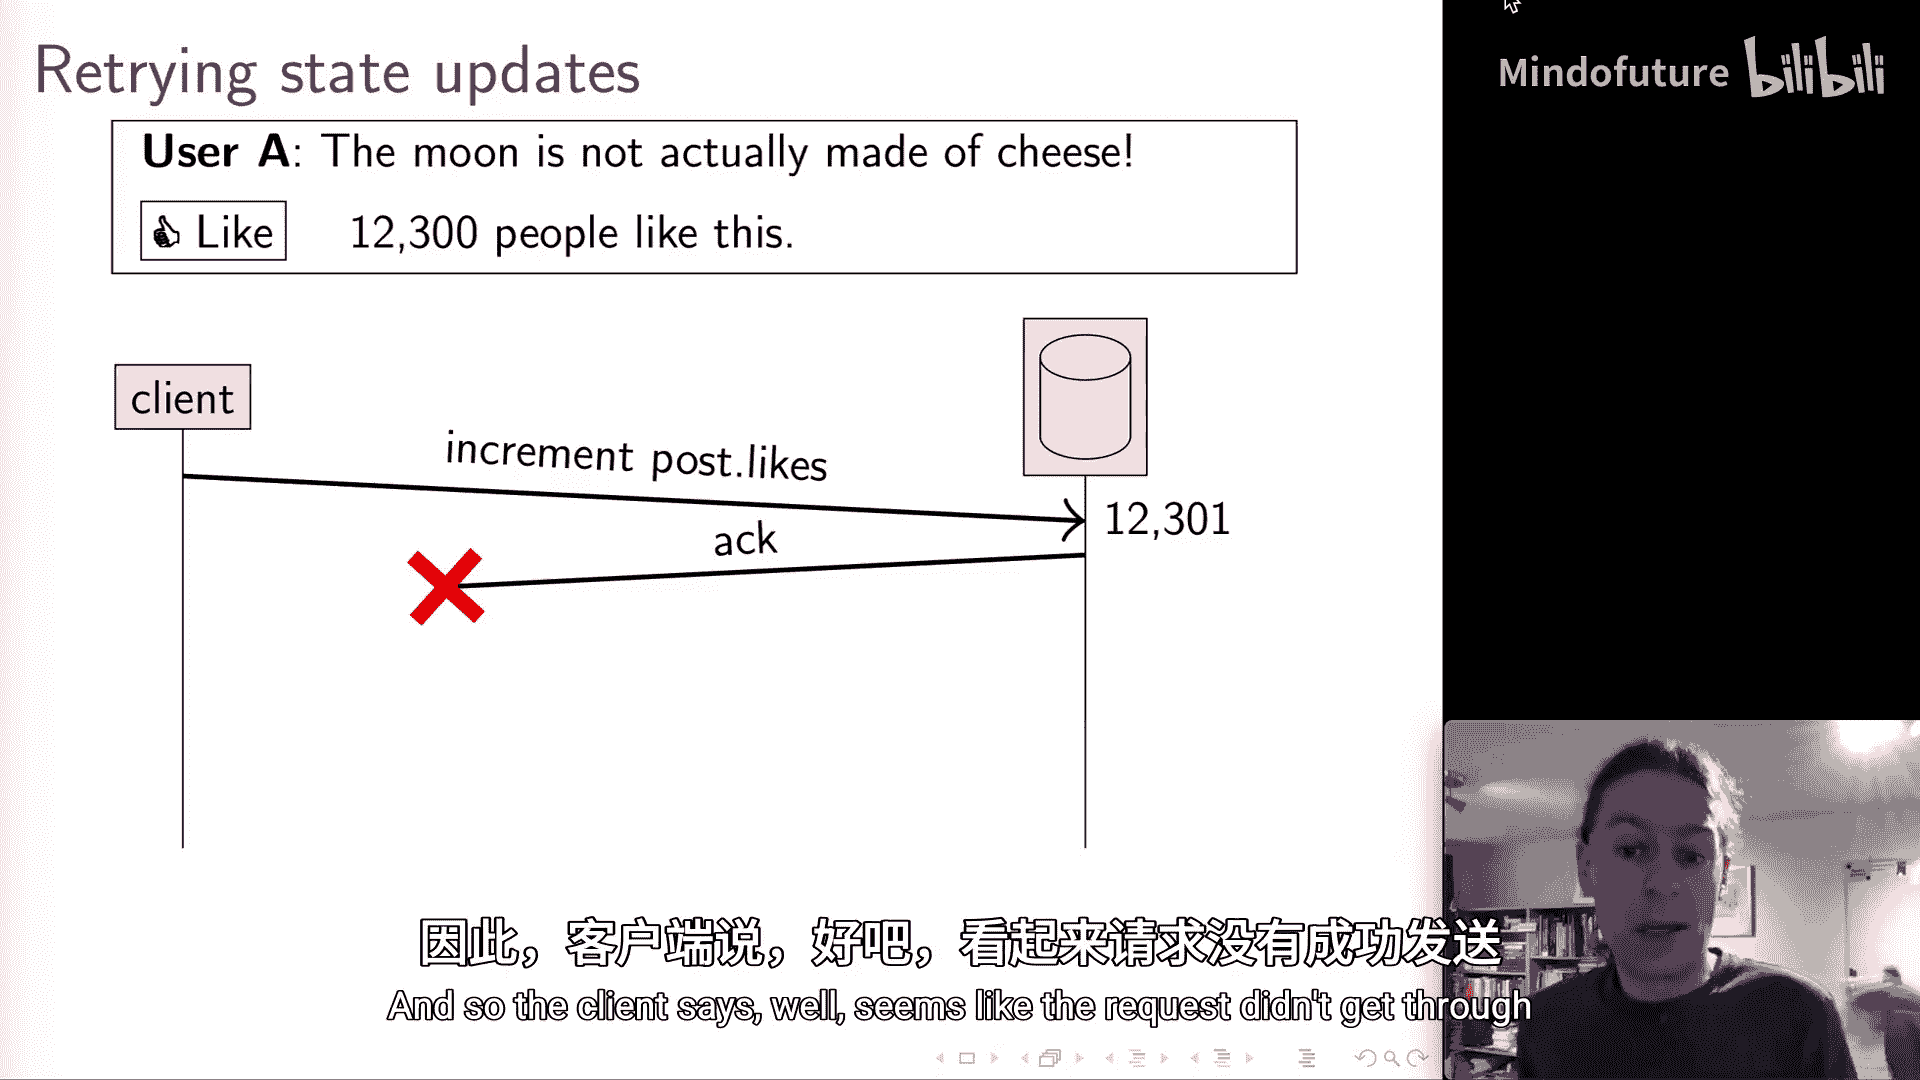 Retrying state updates
Mindofuture bilibili
User A: The moon is not actually made of cheese!
Like 12,300 people like this.
client
increment post.likes
12,301
ack
因此，客户端说，好吧，看起来请求没有成功发送
And so the client says, well, seems like the request didn't get through